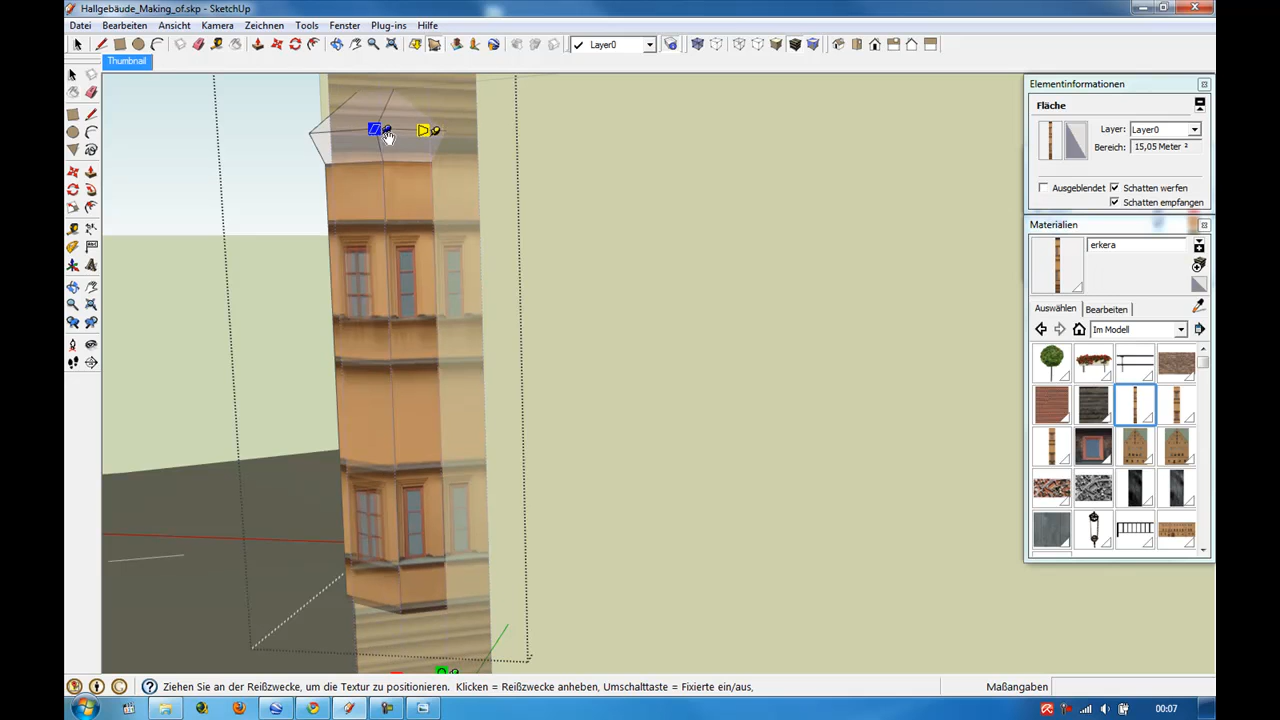 Hallgebäude_Making_of.skp - SketchUp
Datei Bearbeiten Ansicht Kamera Zeichnen Tools Fenster Plug-ins Hilfe
Layer0
Thumbnail
Elementinformationen
Fläche
Layer: Layer0
Bereich: 15,05 Meter ²
Ausgeblendet Schatten werfen
Schatten empfangen
Materialien
erkera
Auswählen Bearbeiten
Im Modell
Ziehen Sie an der Reißzwecke, um die Textur zu positionieren. Klicken = Reißzwecke anheben, Umschalttaste = Fixierte ein/aus,
Maßangaben
00:07